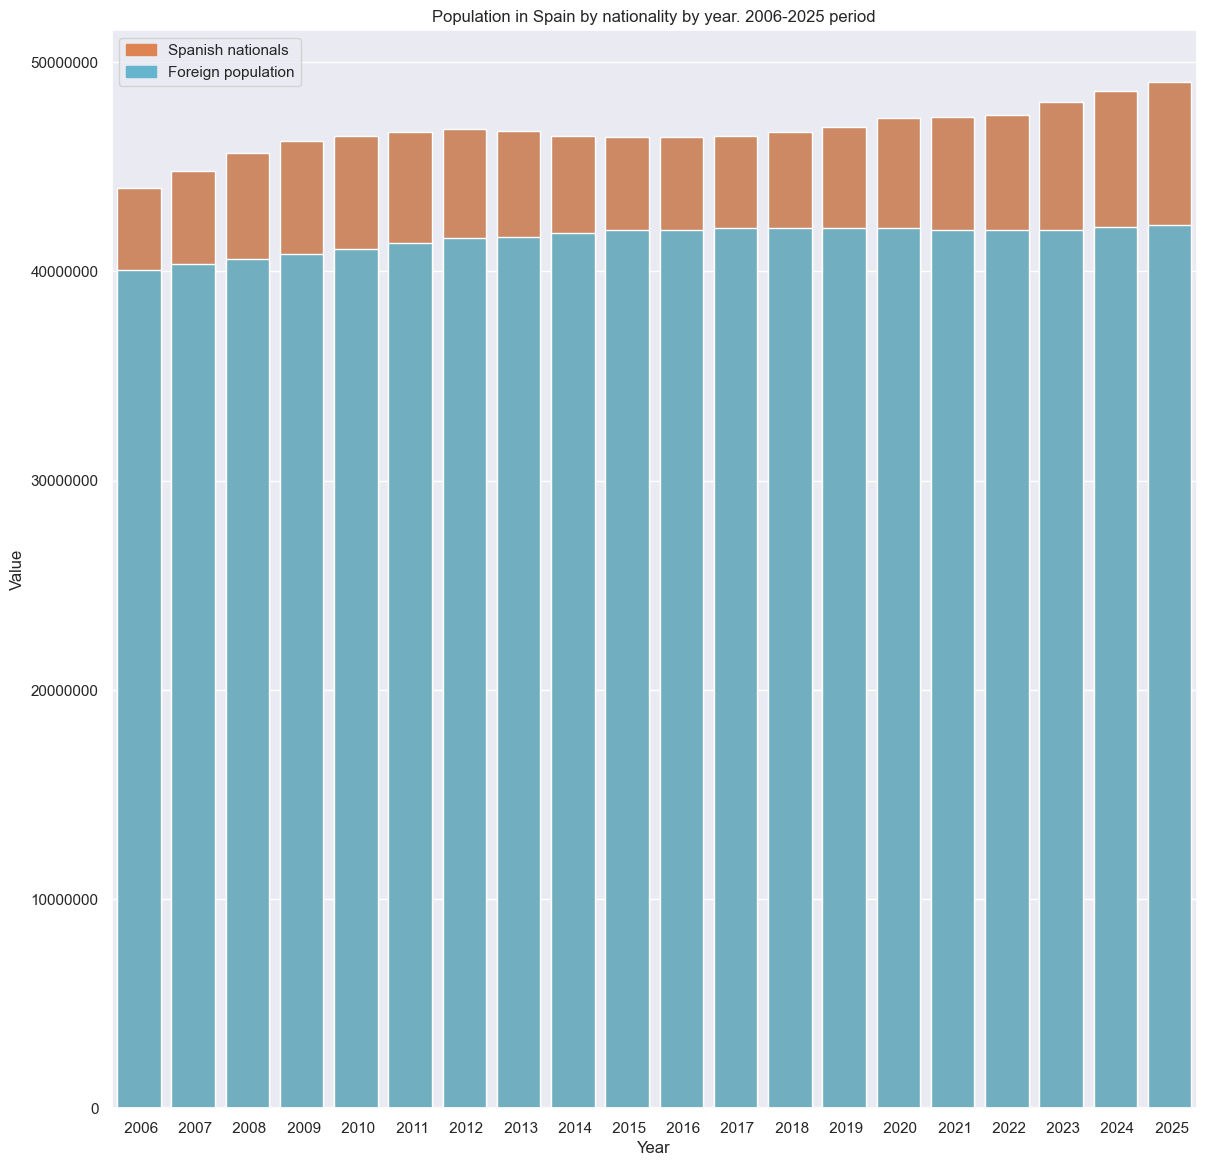 Population in Spain by nationality by year. 2006-2025 period
Spanish nationals
Foreign population
50000000
40000000
30000000
20000000
10000000
0
Value
2006 2007 2008 2009 2010 2011 2012 2013 2014 2015 2016 2017 2018 2019 2020 2021 2022 2023 2024 2025
Year